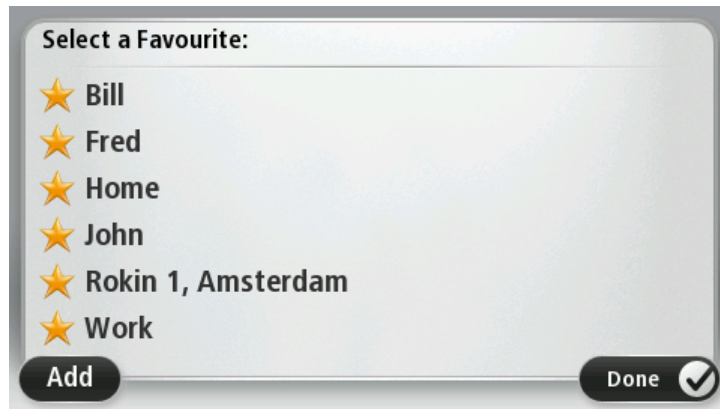 Select a Favourite:
Bill
Fred
Home
John
Rokin 1, Amsterdam
Work
Add
Done